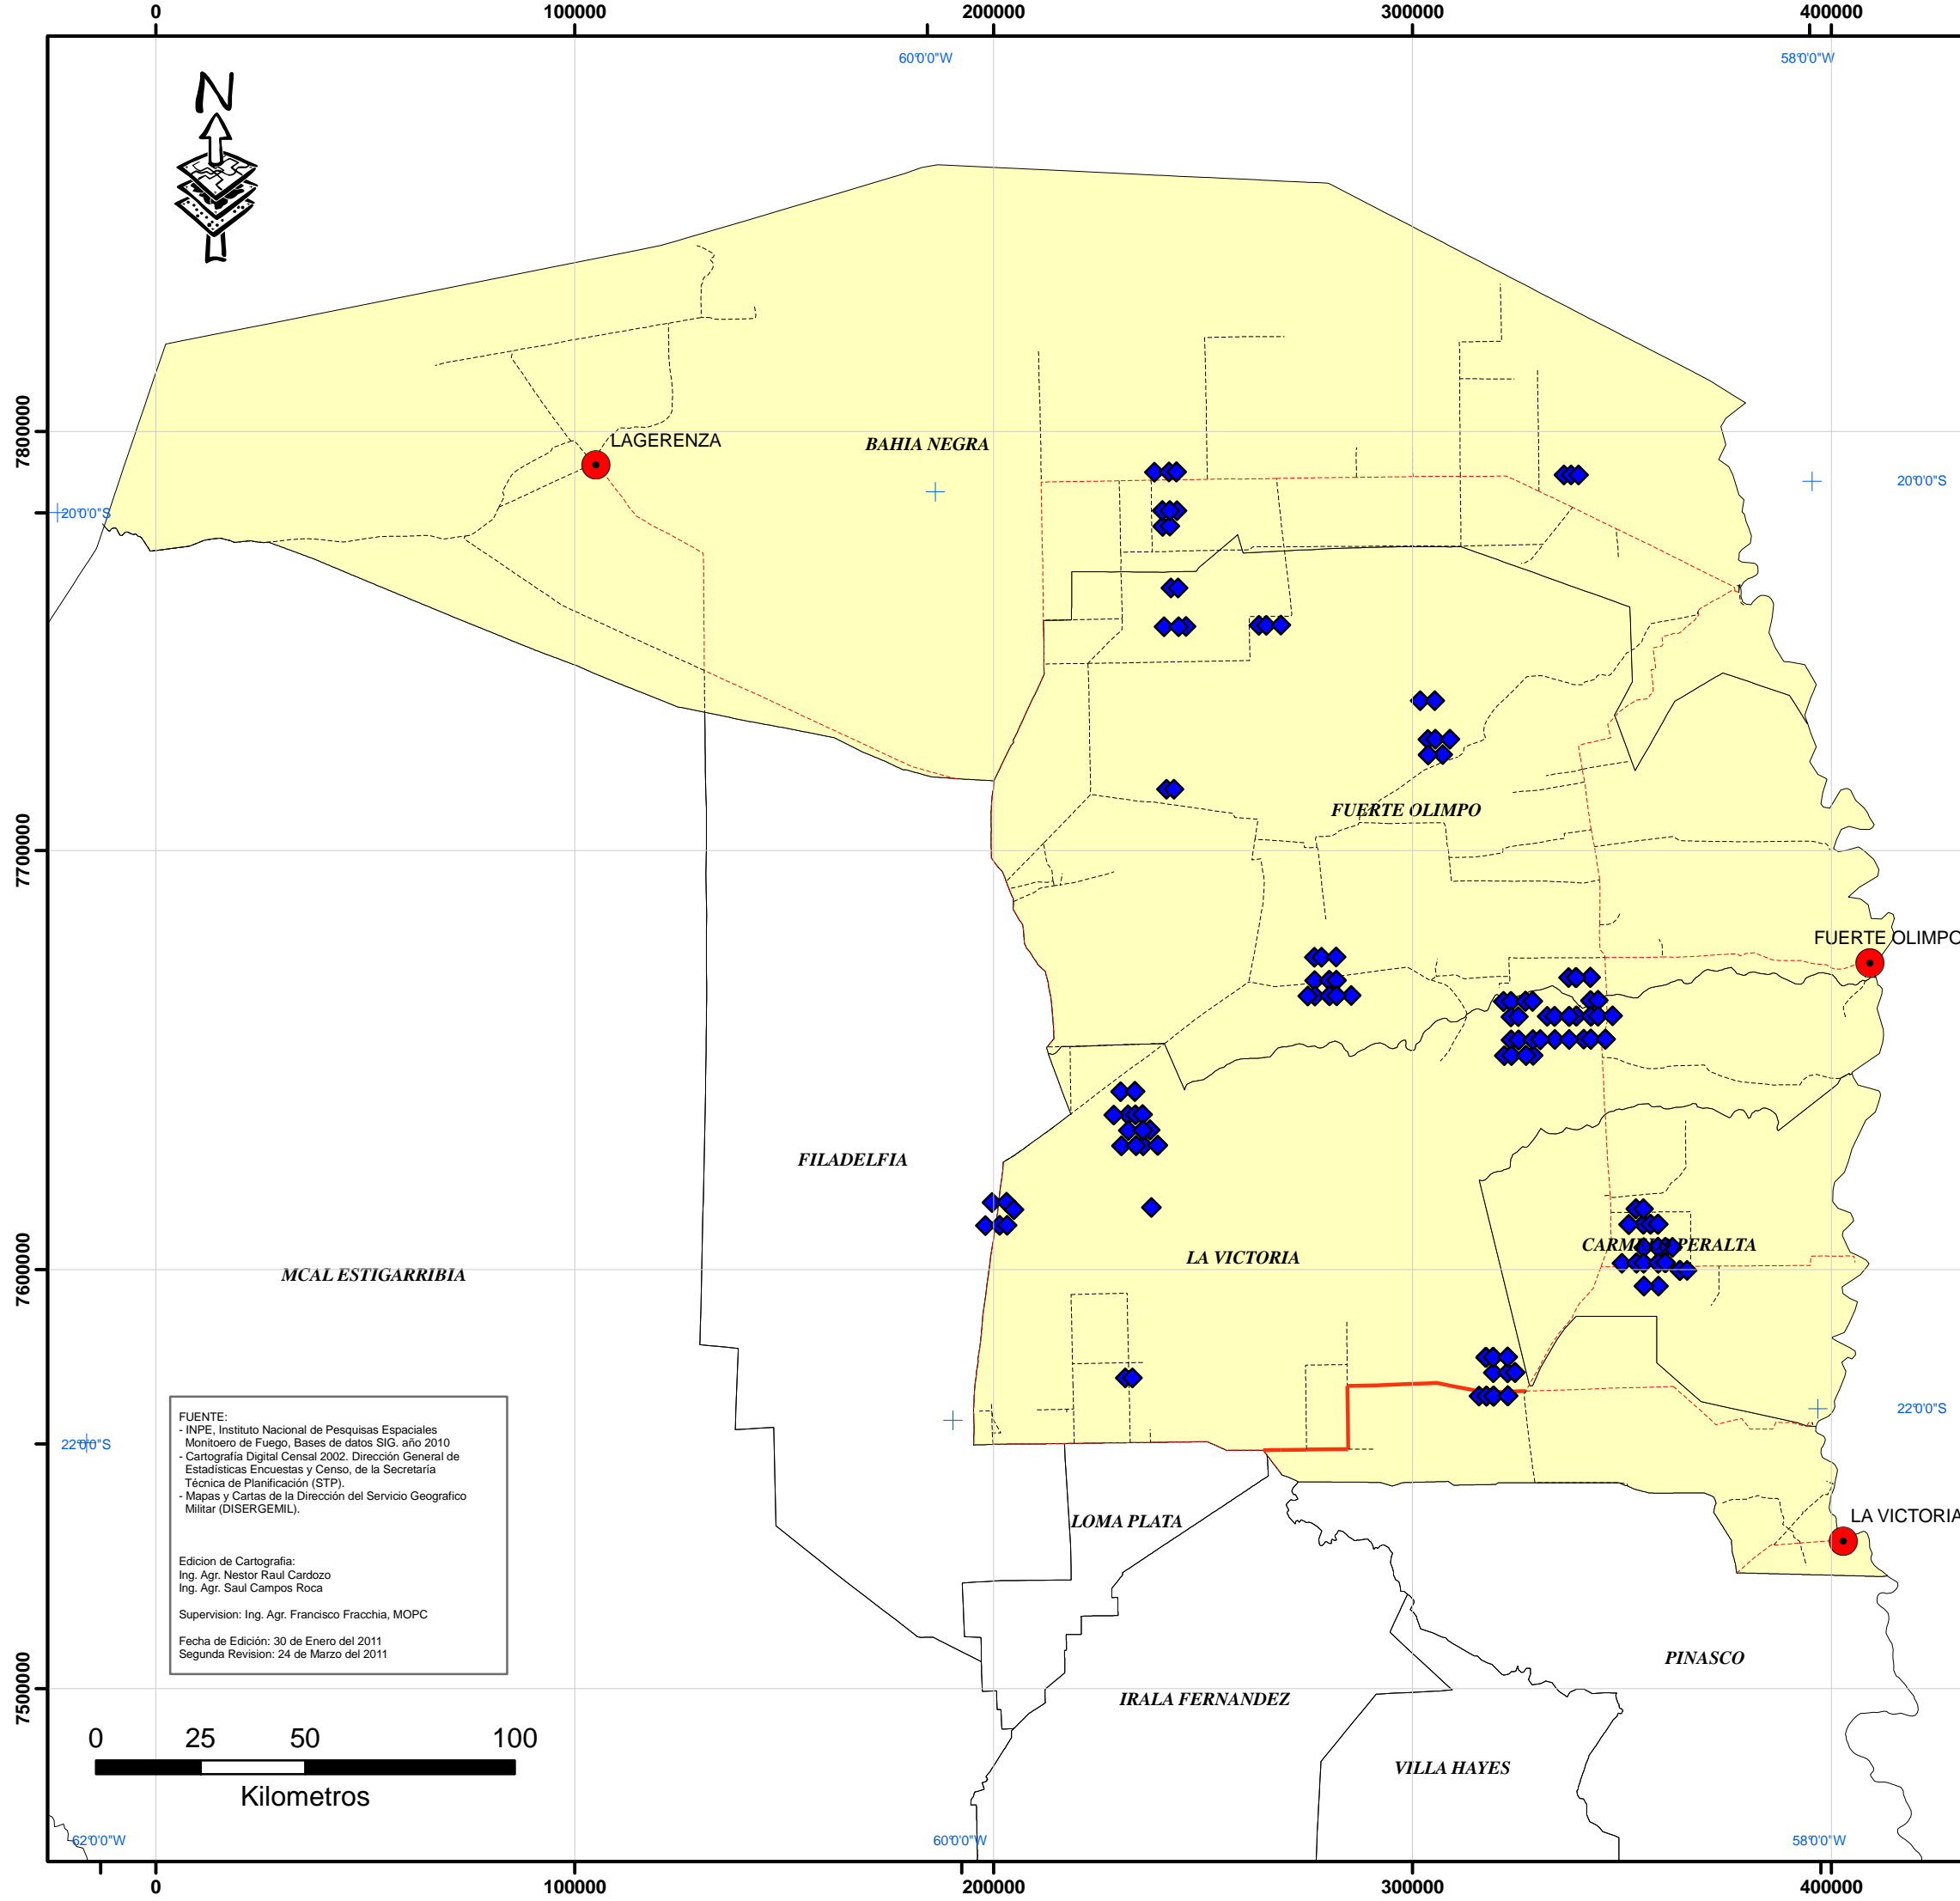 0 100000 200000 300000 400000
60°0'0"W 58°0'0"W
N
7800000
LAGERENZA
BAHIA NEGRA
20°0'0"S
20°0'0"S
7700000
FUERTE OLIMPO
FUERTE OLIMPO
FILADELFIA
LA VICTORIA
7600000
MCAL ESTIGARRIBIA
22°0'0"S
22°0'0"S
FUENTE:
- INPE, Instituto Nacional de Pesquisas Espaciales
Monitoero de Fuego, Bases de datos SIG. año 2010
- Cartografía Digital Censal 2002. Dirección General de
Estadísticas Encuestas y Censo, de la Secretaría
Técnica de Planificación (STP).
- Mapas y Cartas de la Dirección del Servicio Geografico
Militar (DISERGEMIL).
Edicion de Cartografia:
Ing. Agr. Nestor Raul Cardozo
Ing. Agr. Saul Campos Roca
Supervision: Ing. Agr. Francisco Fracchia, MOPC
Fecha de Edición: 30 de Enero del 2011
Segunda Revision: 24 de Marzo del 2011
LOMA PLATA
LA VICTORIA
PINASCO
7500000
IRALA FERNANDEZ
VILLA HAYES
0 25 50 100
Kilometros
62°0'0"W 60°0'0"W 58°0'0"W
0 100000 200000 300000 400000